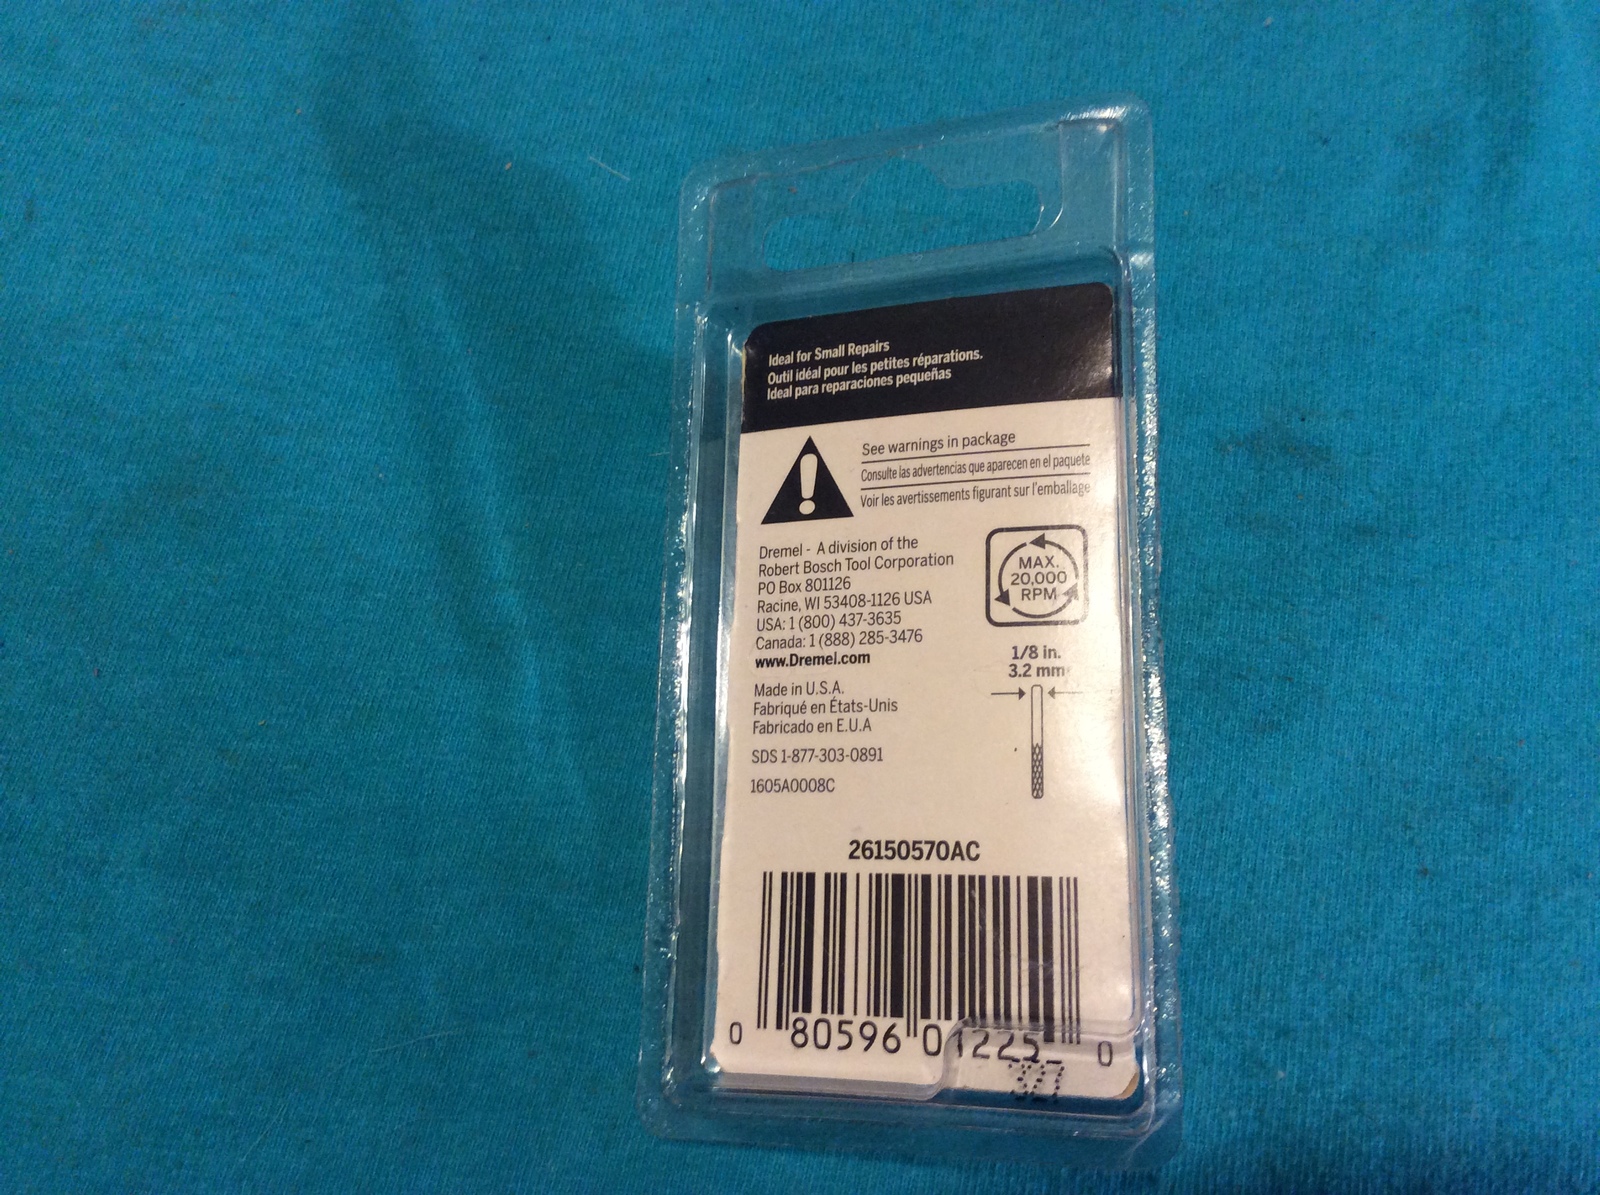 Ideal for Small Repairs
Outil idéal pour les petites réparations.
Ideal para reparaciones pequeñas
See warnings in package
Consulte las advertencias que aparecen en el paquete
Voir les avertissements figurant sur l'emballage
Dremel - A division of the
Robert Bosch Tool Corporation
PO Box 801126
Racine, WI 53408-1126 USA
USA: 1 (800) 437-3635
Canada: 1 (888) 285-3476
www.Dremel.com
MAX.
20,000
RPM
1/8 in.
3.2 mm
Made in U.S.A.
Fabriqué en États-Unis
Fabricado en E.U.A
SDS 1-877-303-0891
1605A0008C
26150570AC
0 80596 01225 0
327